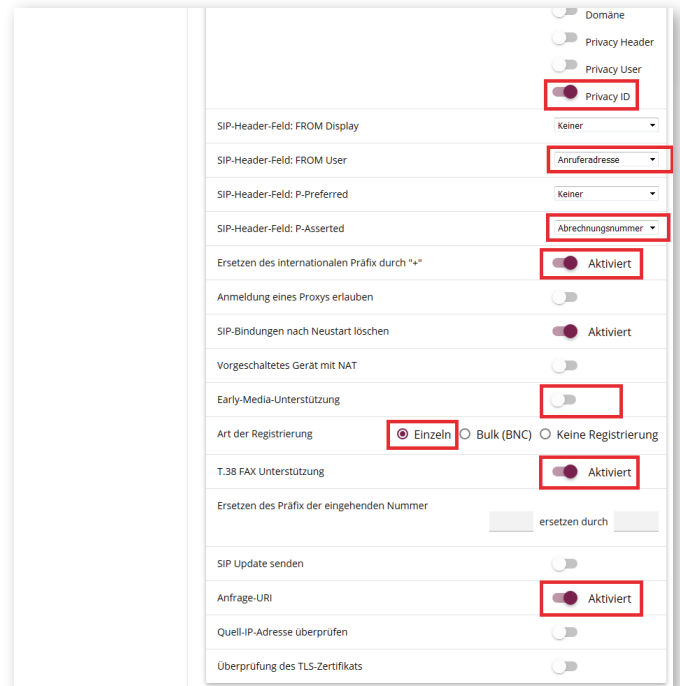 Domäne
Privacy Header
Privacy User
Privacy ID
SIP-Header-Feld: FROM Display Keiner
SIP-Header-Feld: FROM User Anruferadresse
SIP-Header-Feld: P-Preferred Keiner
SIP-Header-Feld: P-Asserted Abrechnungsnummer
Ersetzen des internationalen Präfix durch "+" Aktiviert
Anmeldung eines Proxys erlauben
SIP-Bindungen nach Neustart löschen Aktiviert
Vorgeschaltetes Gerät mit NAT
Early-Media-Unterstützung
Art der Registrierung Einzeln Bulk (BNC) Keine Registrierung
T.38 FAX Unterstützung Aktiviert
Ersetzen des Präfix der eingehenden Nummer
ersetzen durch
SIP Update senden
Anfrage-URI Aktiviert
Quell-IP-Adresse überprüfen
Überprüfung des TLS-Zertifikats